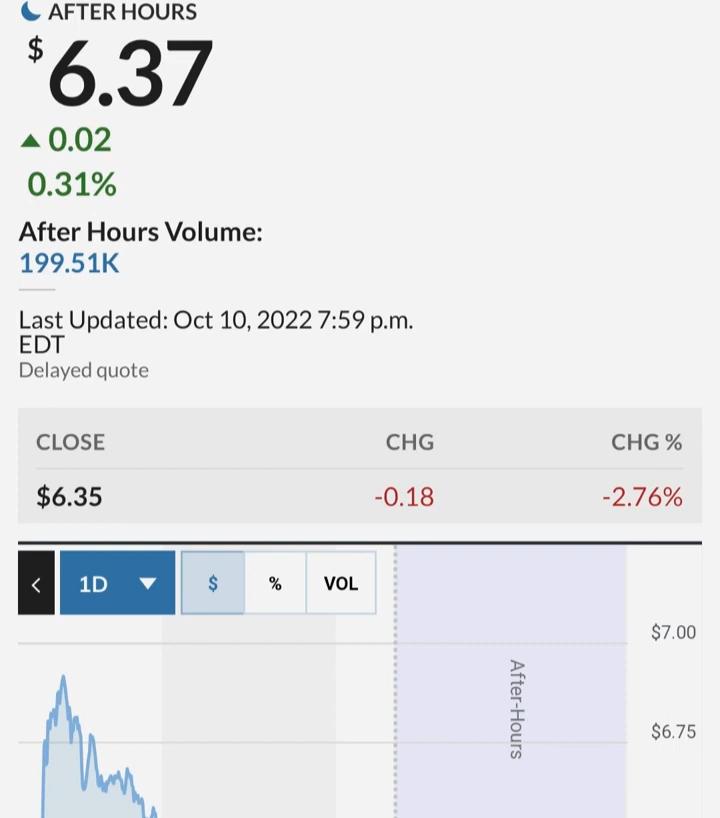 AFTER HOURS
$6.37
0.02
0.31%
After Hours Volume:
199.51K
Last Updated: Oct 10, 2022 7:59 p.m.
EDT
Delayed quote
CLOSE CHG CHG %
$6.35 -0.18 -2.76%
1D $ % VOL
$7.00
After-Hours
$6.75